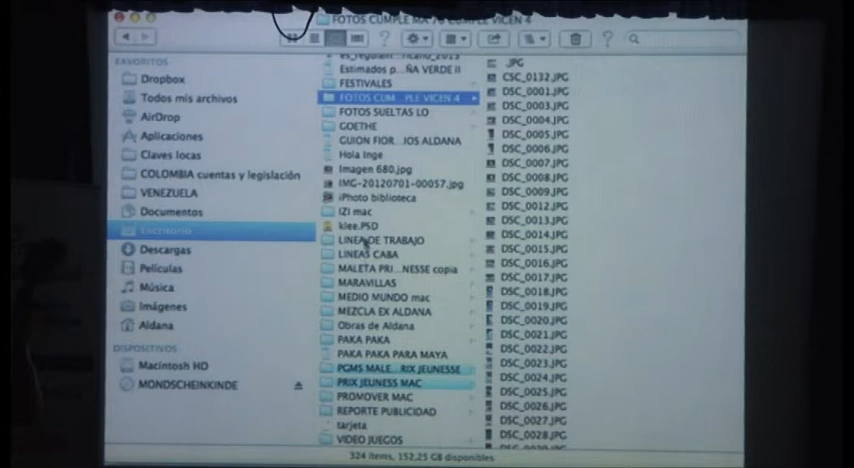 FOTOS CUMPLE MA 70 CUMPLE VICEN 4
FAVORITOS
Dropbox
Todos mis archivos
AirDrop
Aplicaciones
Claves locas
COLOMBIA cuentas y legislación
VENEZUELA
Documentos
Escritorio
Descargas
Películas
Música
Imágenes
Aldana
DISPOSITIVOS
Macintosh HD
MONDSCHEINKINDE
Estimados p...ÑA VERDE II
FESTIVALES
FOTOS CUM...PLE VICEN 4
FOTOS SUELTAS LO
GOETHE
GUION FIOR...IOS ALDANA
Hola Inge
Imagen 680.jpg
IMG-20120701-00057.jpg
iPhoto biblioteca
IZI mac
klee.PSD
LINEA DE TRABAJO
LINEAS CABA
MALETA PRI...NESSE copia
MARAVILLAS
MEDIO MUNDO mac
MEZCLA EX ALDANA
Obras de Aldana
PAKA PAKA
PAKA PAKA PARA MAYA
PGMS MALE...RIX JEUNESSE
PRIX JEUNESS MAC
PROMOVER MAC
REPORTE PUBLICIDAD
tarjeta
VIDEO JUEGOS
.JPG
CSC_0132.JPG
DSC_0001.JPG
DSC_0003.JPG
DSC_0004.JPG
DSC_0005.JPG
DSC_0006.JPG
DSC_0007.JPG
DSC_0008.JPG
DSC_0009.JPG
DSC_0012.JPG
DSC_0013.JPG
DSC_0014.JPG
DSC_0015.JPG
DSC_0016.JPG
DSC_0017.JPG
DSC_0018.JPG
DSC_0019.JPG
DSC_0020.JPG
DSC_0021.JPG
DSC_0022.JPG
DSC_0023.JPG
DSC_0024.JPG
DSC_0025.JPG
DSC_0026.JPG
DSC_0027.JPG
DSC_0028.JPG
324 ítems, 152,25 GB disponibles